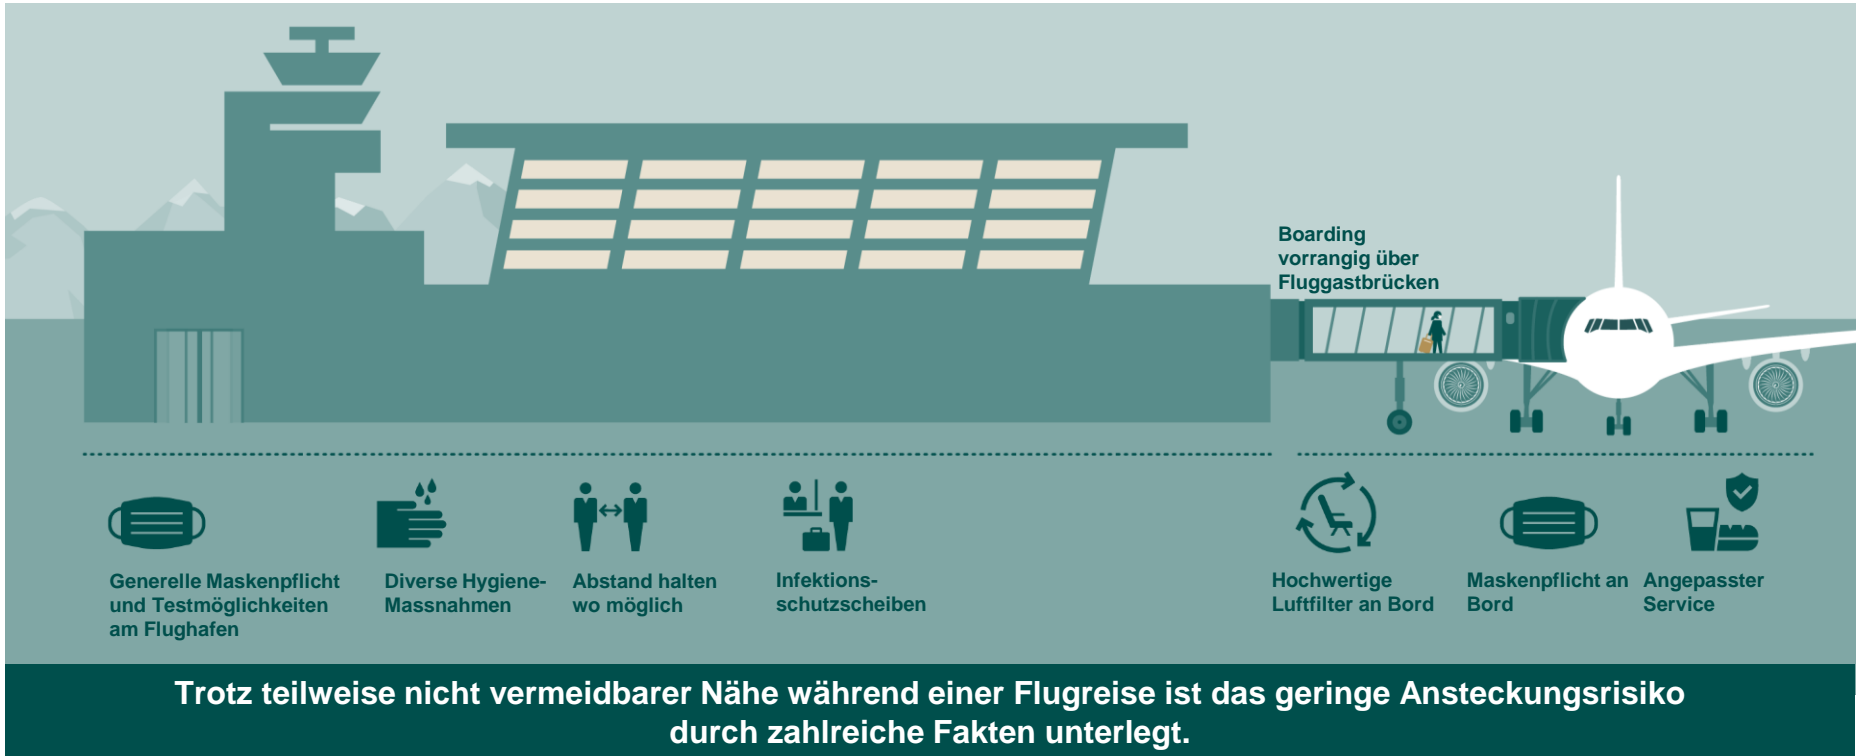 Boarding
vorrangig über
Fluggastbrücken
Generelle Maskenpflicht
und Testmöglichkeiten
am Flughafen
Diverse Hygiene-
Massnahmen
Abstand halten
wo möglich
Infektions-
schutzscheiben
Hochwertige
Luftfilter an Bord
Maskenpflicht an
Bord
Angepasster
Service
Trotz teilweise nicht vermeidbarer Nähe während einer Flugreise ist das geringe Ansteckungsrisiko
durch zahlreiche Fakten unterlegt.